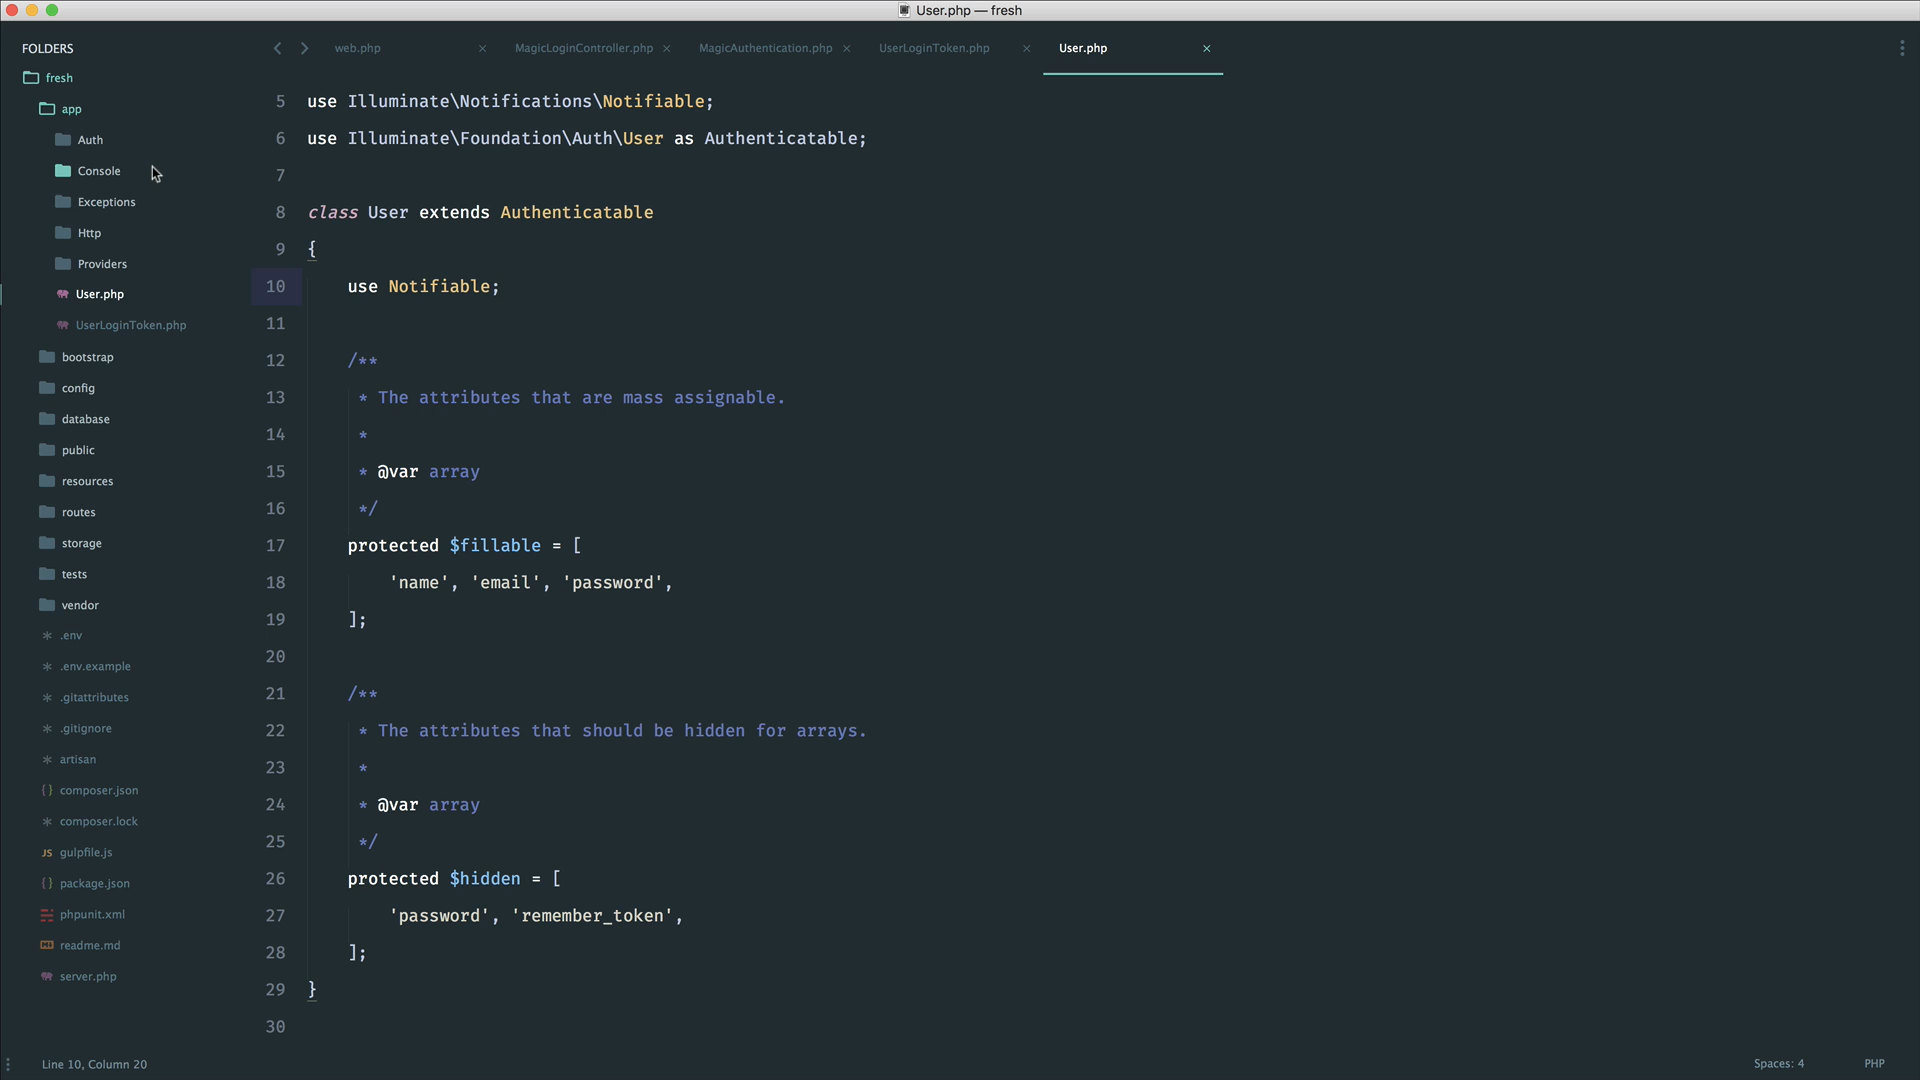 User.php — fresh
FOLDERS
fresh
app
Auth
Console
Exceptions
Http
Providers
User.php
UserLoginToken.php
bootstrap
config
database
public
resources
routes
storage
tests
vendor
.env
.env.example
.gitattributes
.gitignore
artisan
{} composer.json
composer.lock
JS gulpfile.js
{} package.json
phpunit.xml
readme.md
server.php
web.php × MagicLoginController.php × MagicAuthentication.php × UserLoginToken.php × User.php ×
5 use Illuminate\Notifications\Notifiable;
6 use Illuminate\Foundation\Auth\User as Authenticatable;
7
8 class User extends Authenticatable
9 {
10 use Notifiable;
11
12 /**
13 * The attributes that are mass assignable.
14 *
15 * @var array
16 */
17 protected $fillable = [
18 'name', 'email', 'password',
19 ];
20
21 /**
22 * The attributes that should be hidden for arrays.
23 *
24 * @var array
25 */
26 protected $hidden = [
27 'password', 'remember_token',
28 ];
29 }
30
Line 10, Column 20
Spaces: 4 PHP